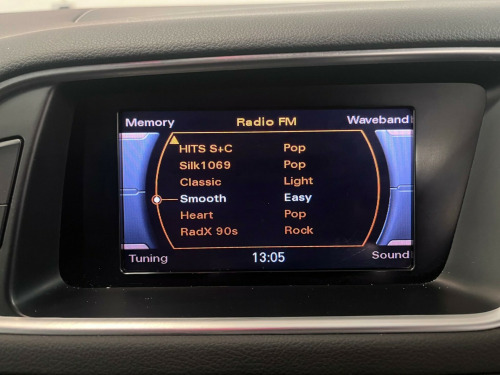 Memory Radio FM Waveband
HITS S+C Pop
Silk1069 Pop
Classic Light
Smooth Easy
Heart Pop
RadX 90s Rock
Tuning 13:05 Sound